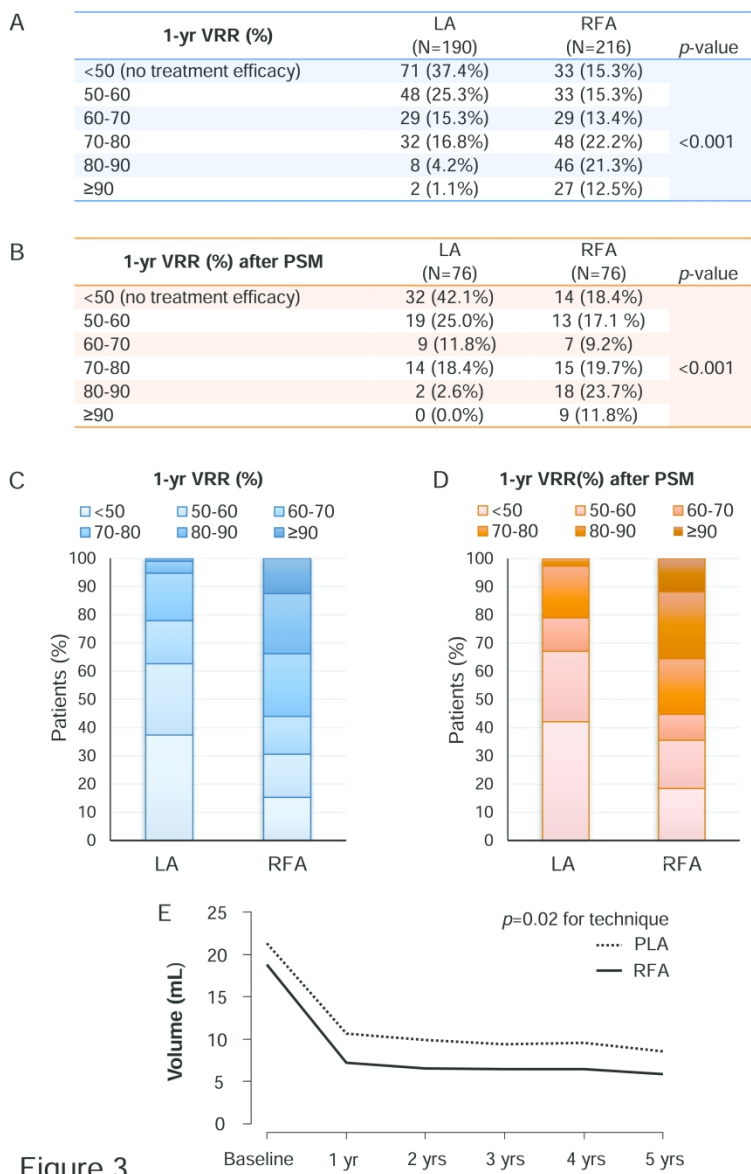 A
1-yr VRR (%) LA (N=190) RFA (N=216) p-value
<50 (no treatment efficacy) 71 (37.4%) 33 (15.3%)
50-60 48 (25.3%) 33 (15.3%)
60-70 29 (15.3%) 29 (13.4%)
70-80 32 (16.8%) 48 (22.2%) <0.001
80-90 8 (4.2%) 46 (21.3%)
≥90 2 (1.1%) 27 (12.5%)
B
1-yr VRR (%) after PSM LA (N=76) RFA (N=76) p-value
<50 (no treatment efficacy) 32 (42.1%) 14 (18.4%)
50-60 19 (25.0%) 13 (17.1 %)
60-70 9 (11.8%) 7 (9.2%)
70-80 14 (18.4%) 15 (19.7%) <0.001
80-90 2 (2.6%) 18 (23.7%)
≥90 0 (0.0%) 9 (11.8%)
C
1-yr VRR (%)
<50 50-60 60-70
70-80 80-90 ≥90
Patients (%)
100
90
80
70
60
50
40
30
20
10
0
LA RFA
D
1-yr VRR(%) after PSM
<50 50-60 60-70
70-80 80-90 ≥90
Patients (%)
100
90
80
70
60
50
40
30
20
10
0
LA RFA
E
p=0.02 for technique
PLA
RFA
Volume (mL)
25
20
15
10
5
0
Baseline 1 yr 2 yrs 3 yrs 4 yrs 5 yrs
Figure 3